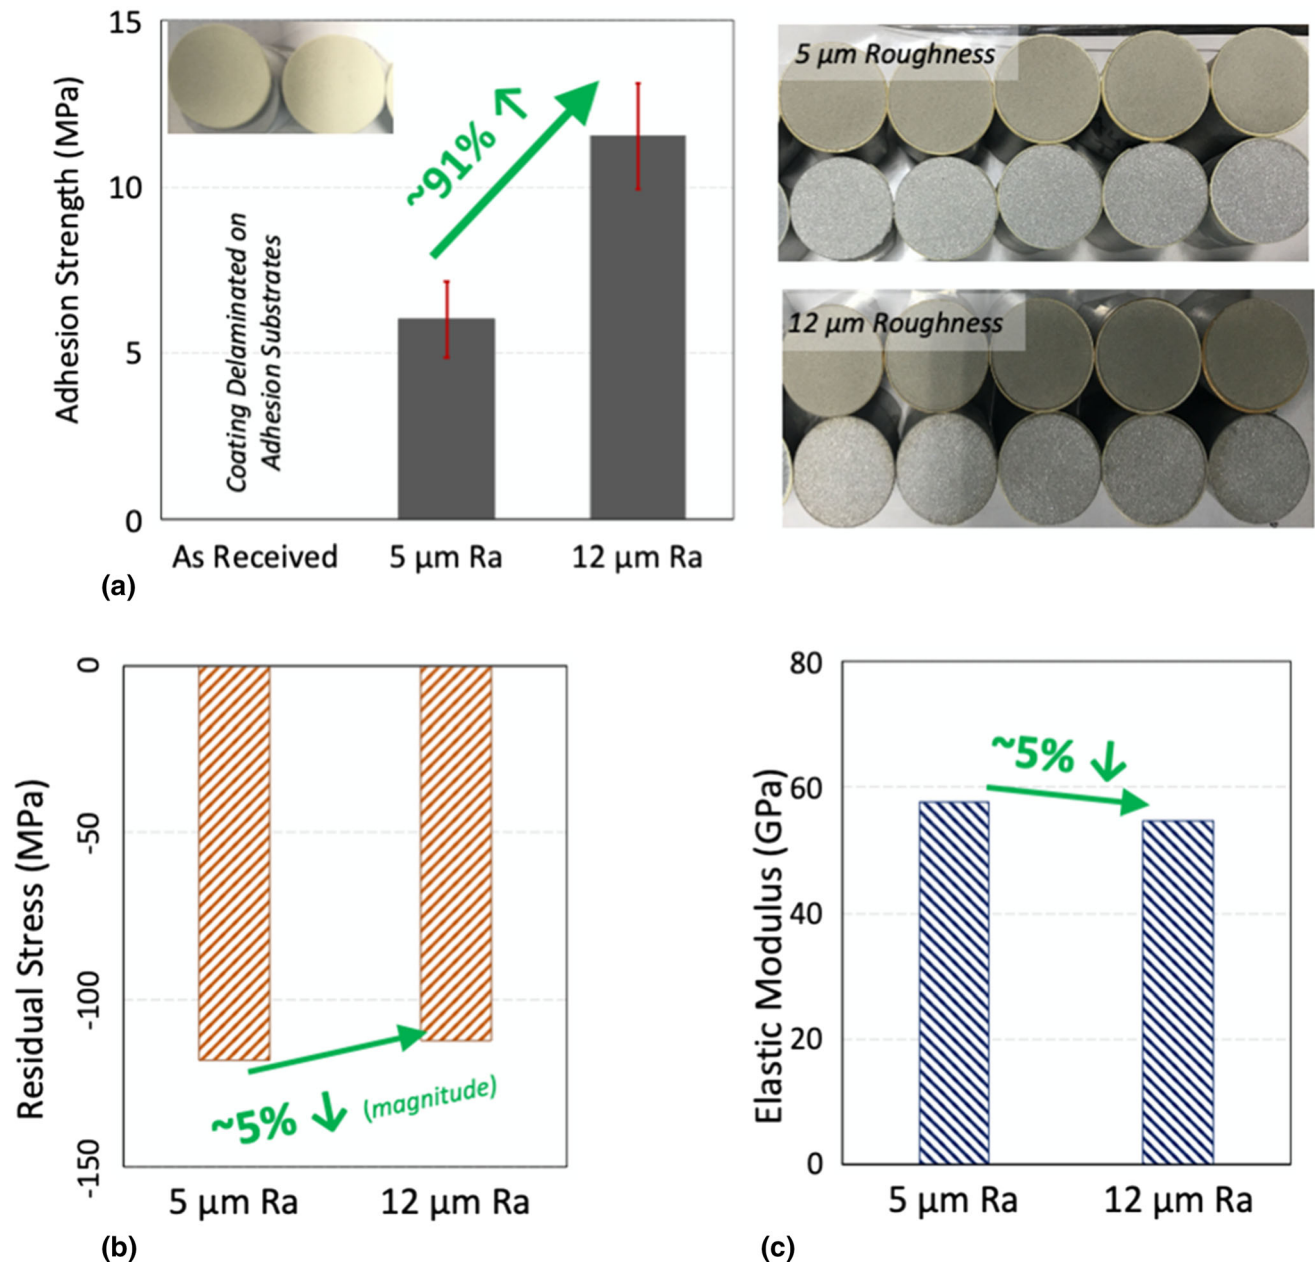 15
10
5
0
Adhesion Strength (MPa)
Coating Delaminated on
Adhesion Substrates
~91% ↑
As Received
5 µm Ra
12 µm Ra
(a)
5 µm Roughness
12 µm Roughness
0
-50
-100
-150
Residual Stress (MPa)
~5% ↓ (magnitude)
5 µm Ra
12 µm Ra
(b)
80
60
40
20
0
Elastic Modulus (GPa)
~5% ↓
5 µm Ra
12 µm Ra
(c)